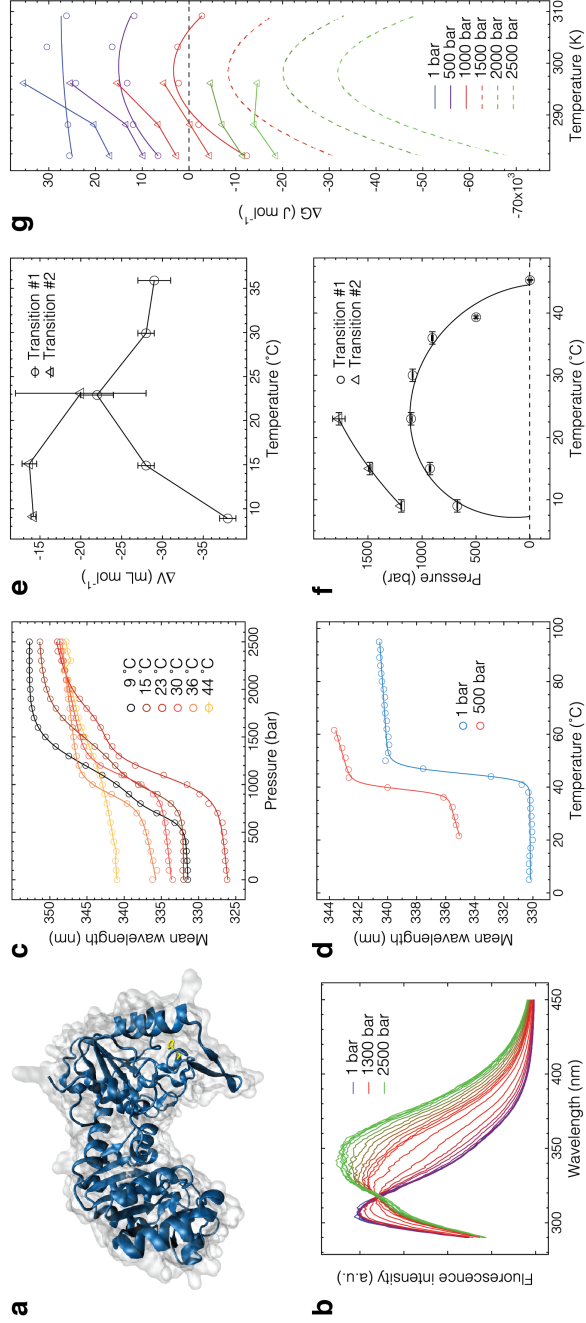 a
b
Fluorescence intensity (a.u.)
1 bar
1300 bar
2500 bar
300
350
400
450
Wavelength (nm)
c
Mean wavelength (nm)
350
345
340
335
330
325
9 °C
15 °C
23 °C
30 °C
36 °C
44 °C
0
500
1000
1500
2000
2500
Pressure (bar)
d
Mean wavelength (nm)
344
342
340
338
336
334
332
330
1 bar
500 bar
0
20
40
60
80
100
Temperature (°C)
e
ΔV (mL mol⁻¹)
-15
-20
-25
-30
-35
Transition #1
Transition #2
10
15
20
25
30
35
Temperature (°C)
f
Pressure (bar)
1500
1000
500
0
Transition #1
Transition #2
10
20
30
40
Temperature (°C)
g
ΔG (J mol⁻¹)
30
20
10
0
-10
-20
-30
-40
-50
-60
-70x10³
1 bar
500 bar
1000 bar
1500 bar
2000 bar
2500 bar
290
300
310
Temperature (K)